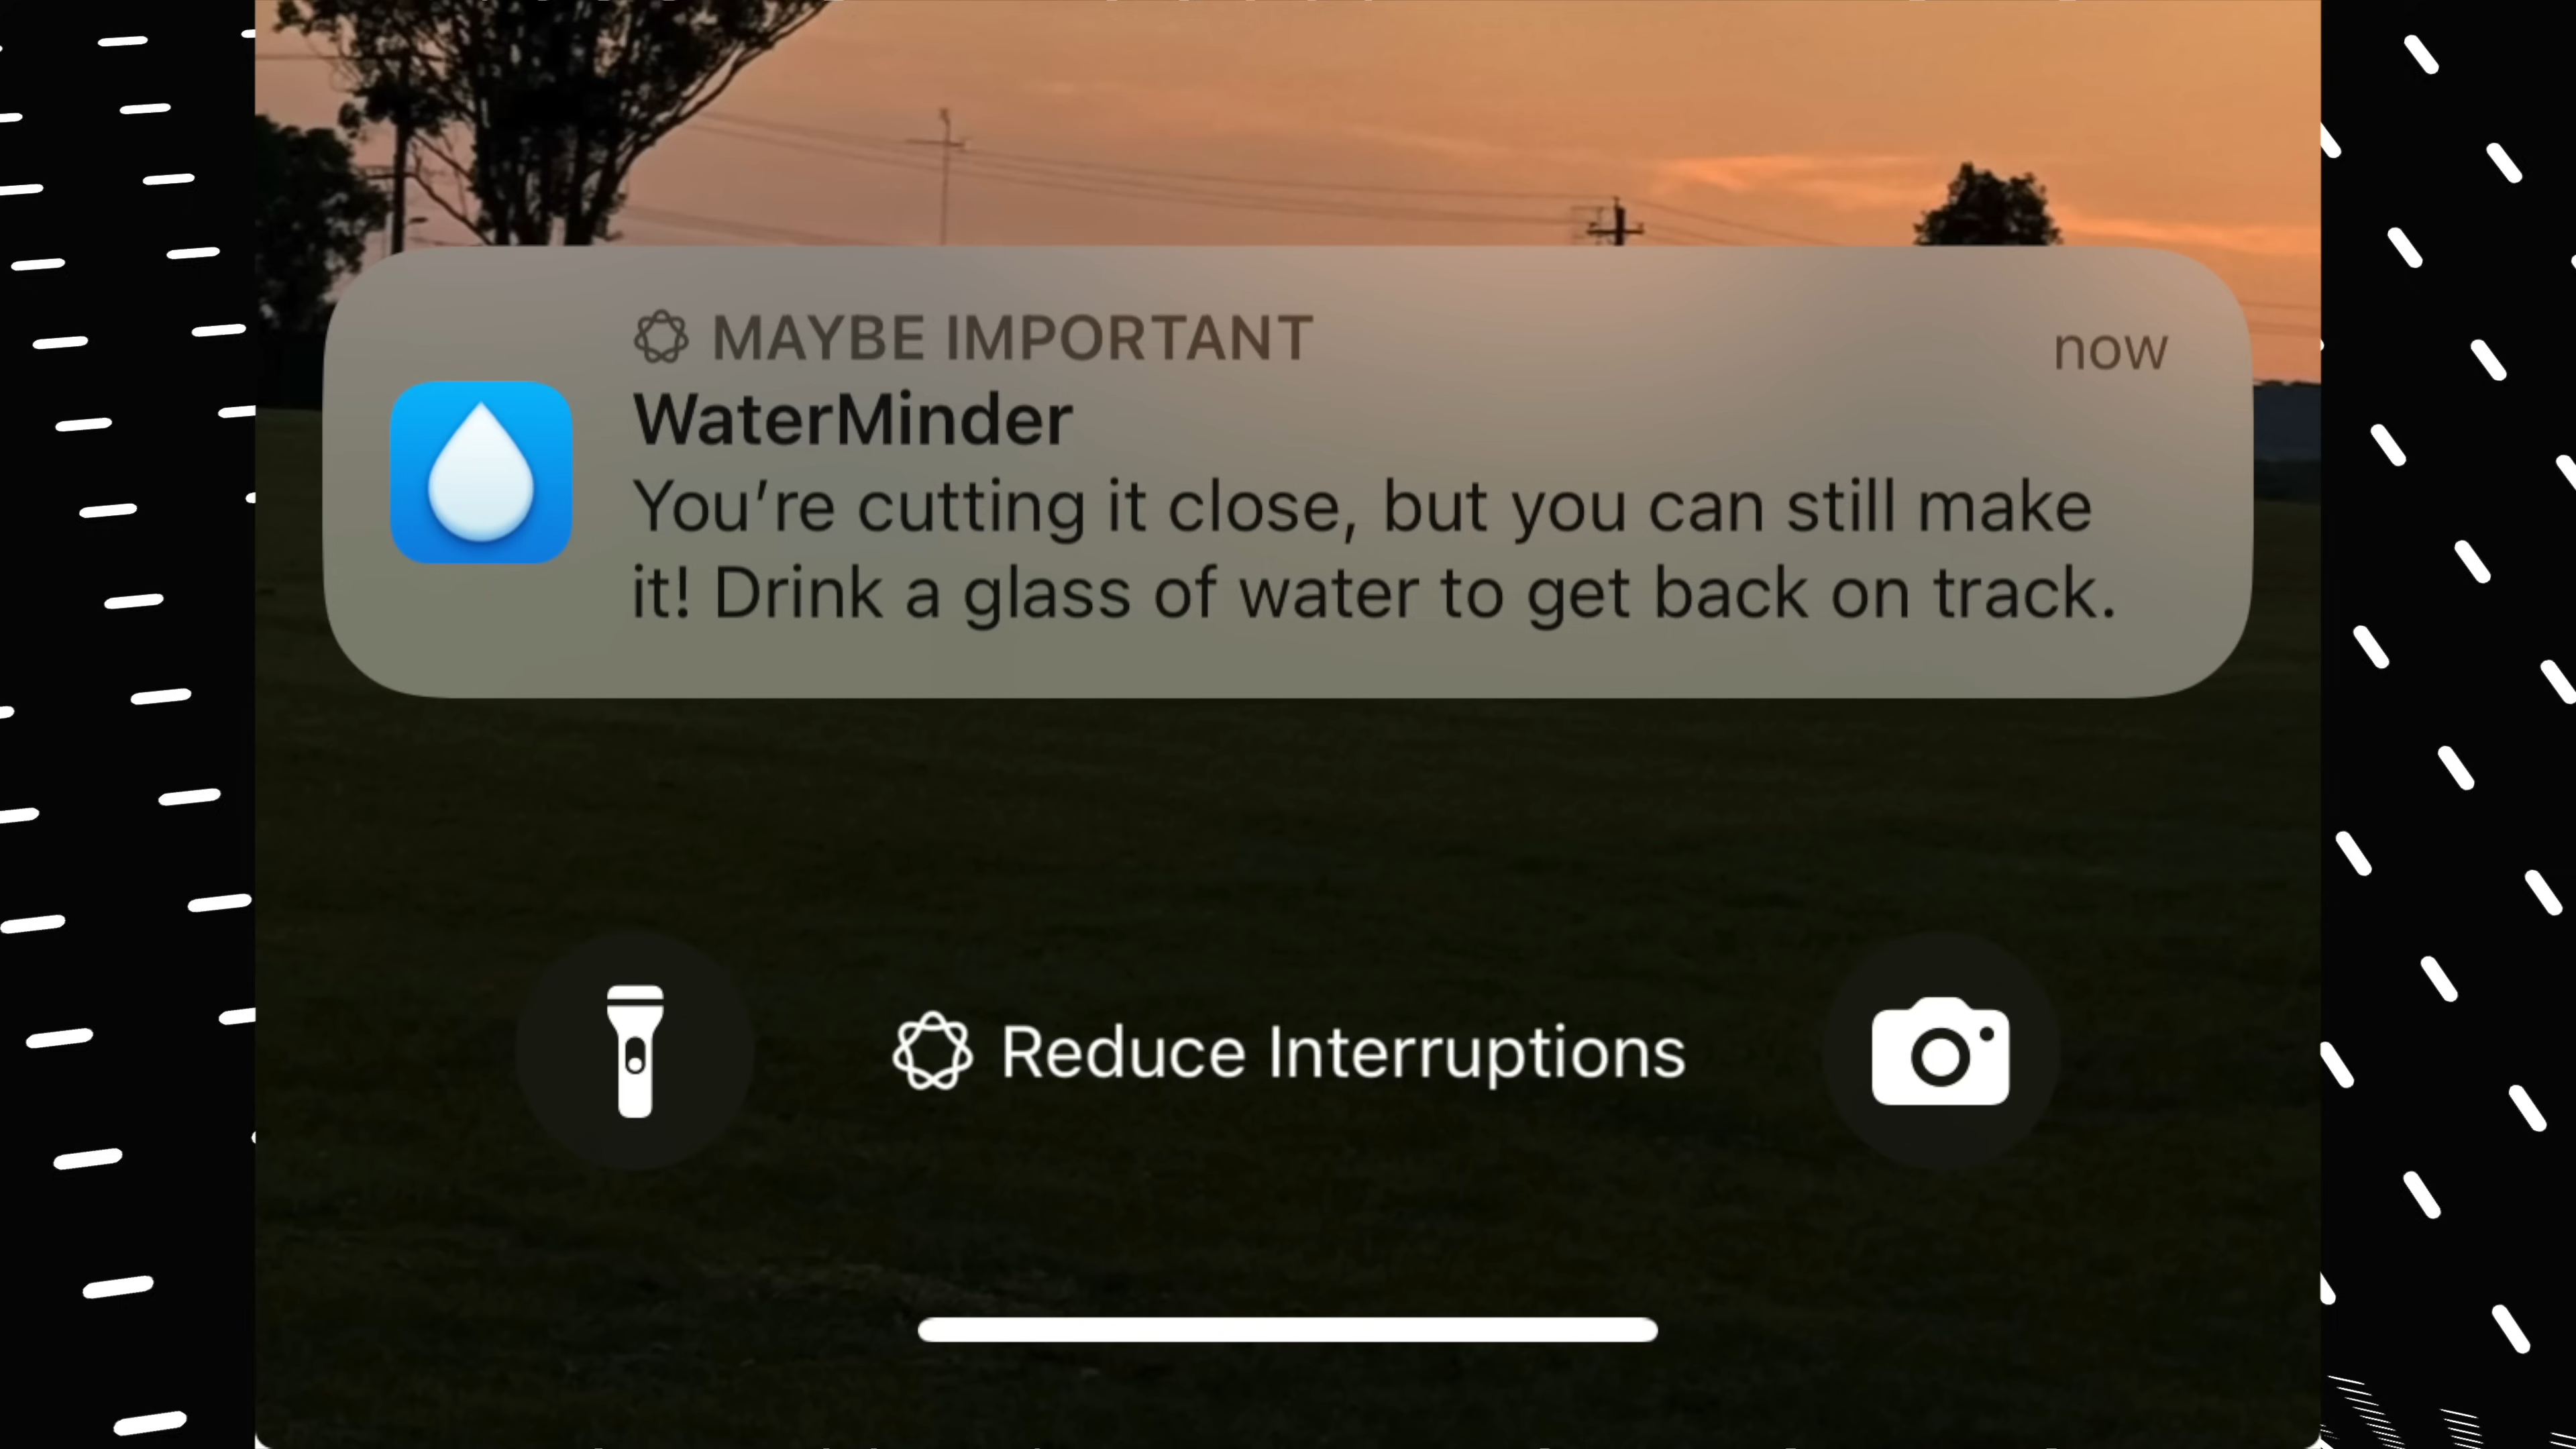 MAYBE IMPORTANT
now
WaterMinder
You’re cutting it close, but you can still make
it! Drink a glass of water to get back on track.
Reduce Interruptions